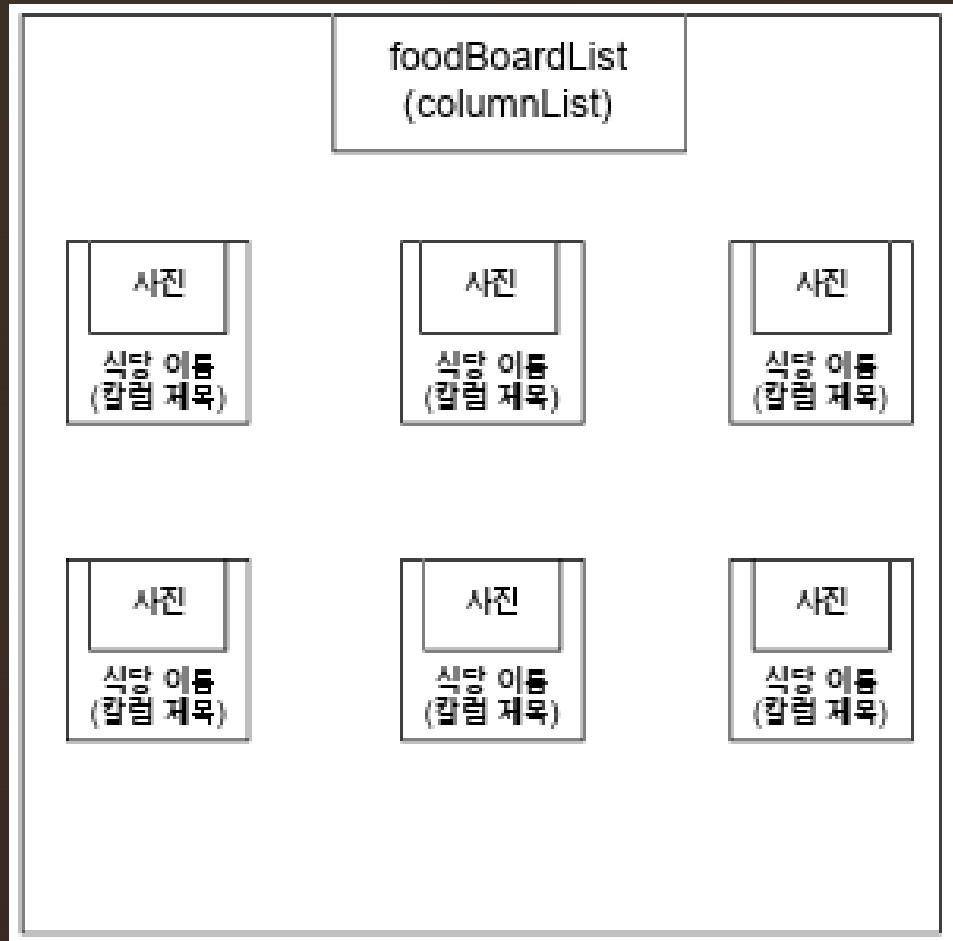 foodBoardList
(columnList)
사진
사진
사진
식당 이름
(칼럼 제목)
식당 이름
(칼럼 제목)
식당 이름
(칼럼 제목)
사진
사진
사진
식당 이름
(칼럼 제목)
식당 이름
(칼럼 제목)
식당 이름
(칼럼 제목)